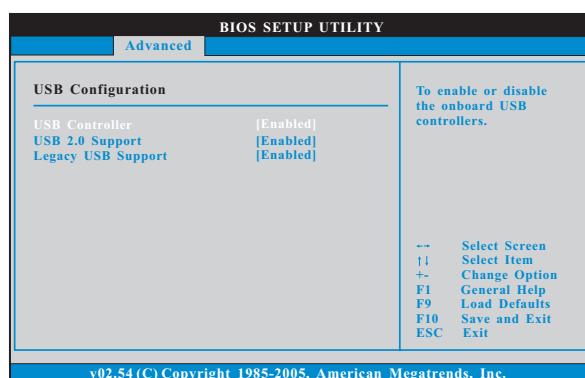 BIOS SETUP UTILITY
Advanced
USB Configuration
USB Controller [Enabled]
USB 2.0 Support [Enabled]
Legacy USB Support [Enabled]
To enable or disable
the onboard USB
controllers.
←→ Select Screen
↑↓ Select Item
+- Change Option
F1 General Help
F9 Load Defaults
F10 Save and Exit
ESC Exit
v02.54 (C) Copyright 1985-2005, American Megatrends, Inc.